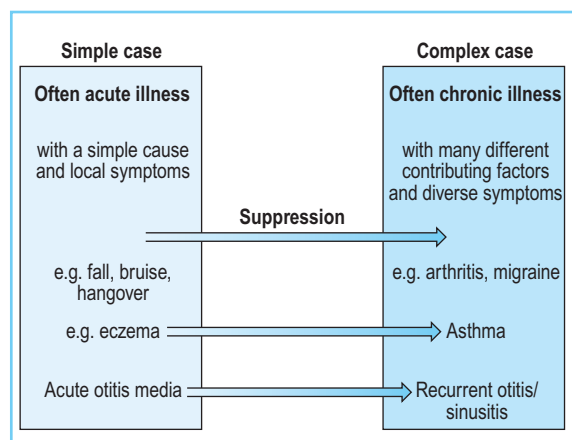 Simple case
Often acute illness
with a simple cause
and local symptoms
Complex case
Often chronic illness
with many different
contributing factors
and diverse symptoms
Suppression
e.g. fall, bruise,
hangover
e.g. arthritis, migraine
e.g. eczema
Asthma
Acute otitis media
Recurrent otitis/
sinusitis